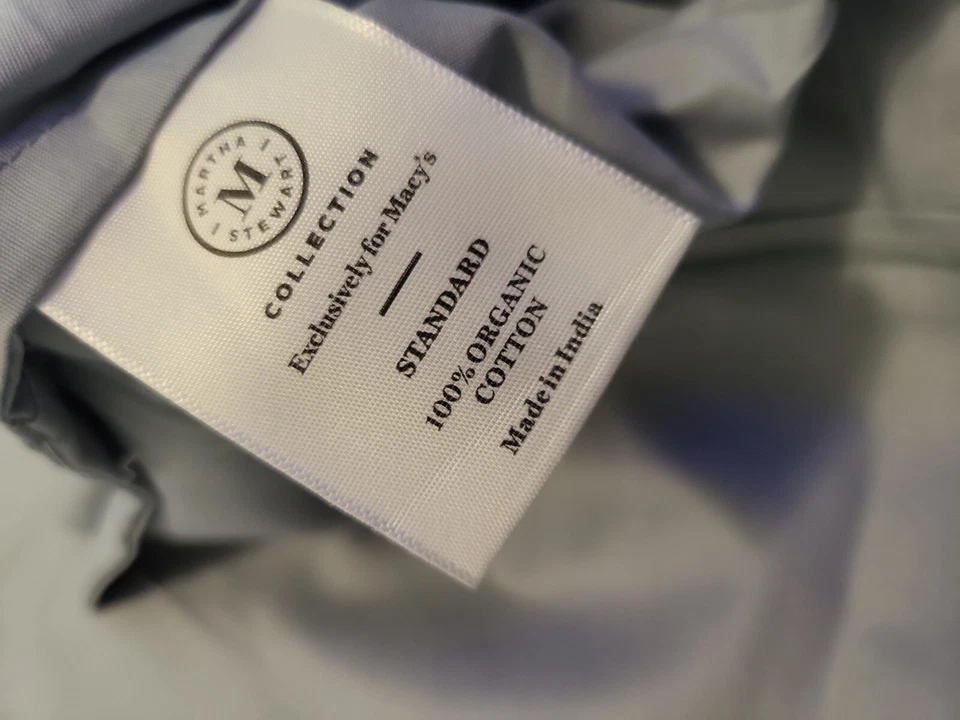 MARTHA
M
STEWART
COLLECTION
Exclusively for Macy's
STANDARD
100% ORGANIC
COTTON
Made in India